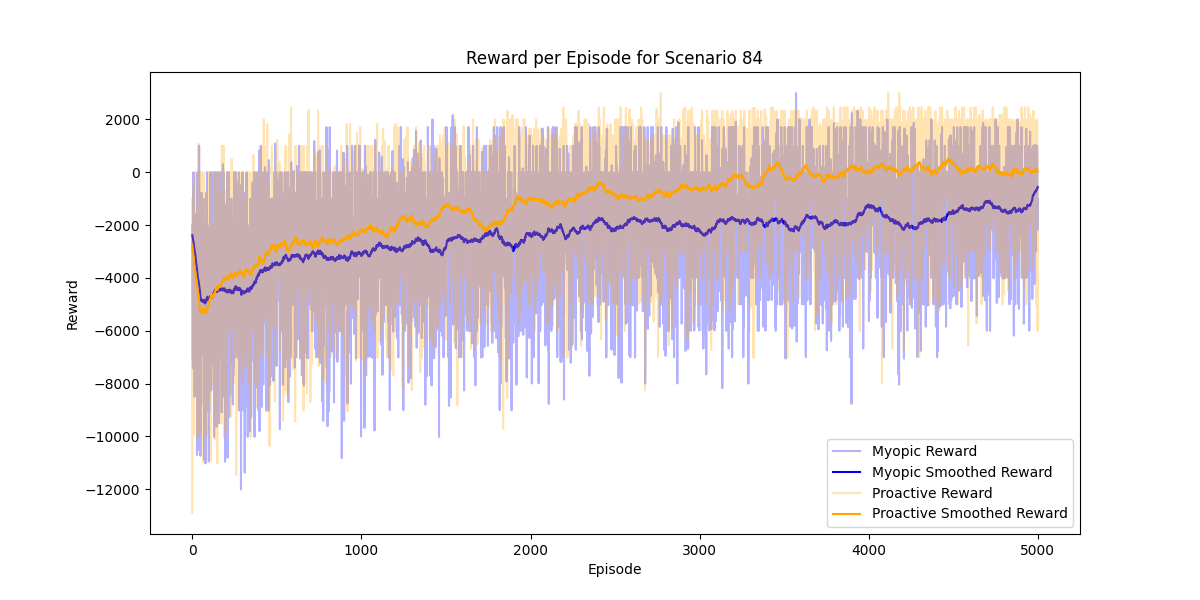 Reward per Episode for Scenario 84
Reward
2000
0
−2000
−4000
−6000
−8000
−10000
−12000
Myopic Reward
Myopic Smoothed Reward
Proactive Reward
Proactive Smoothed Reward
0 1000 2000 3000 4000 5000
Episode